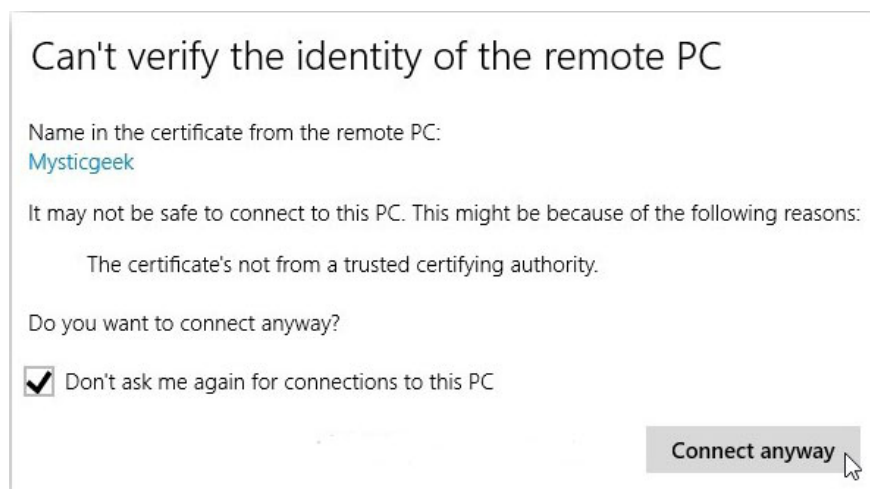 Can't verify the identity of the remote PC
Name in the certificate from the remote PC:
Mysticgeek
It may not be safe to connect to this PC. This might be because of the following reasons:
The certificate's not from a trusted certifying authority.
Do you want to connect anyway?
Don't ask me again for connections to this PC
Connect anyway